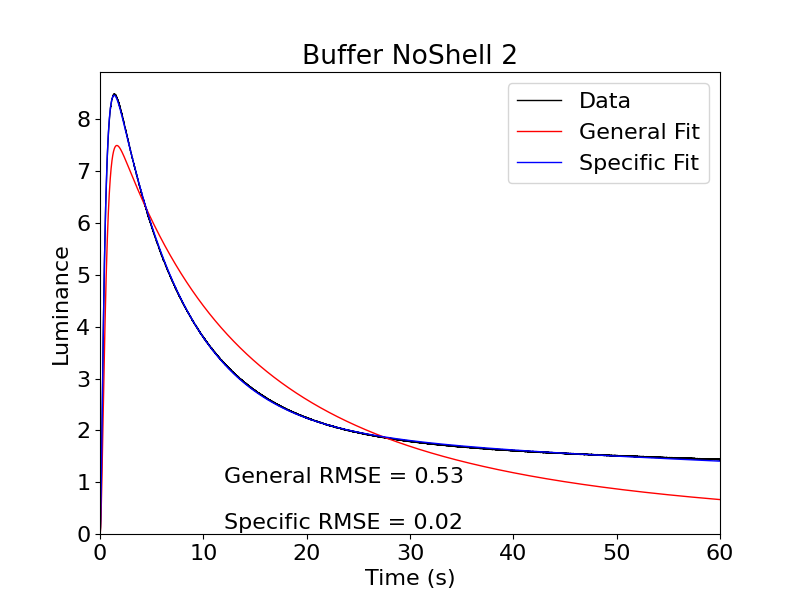 Buffer NoShell 2
Data
General Fit
Specific Fit
Luminance
8
7
6
5
4
3
2
1
0
General RMSE = 0.53
Specific RMSE = 0.02
0 10 20 30 40 50 60
Time (s)